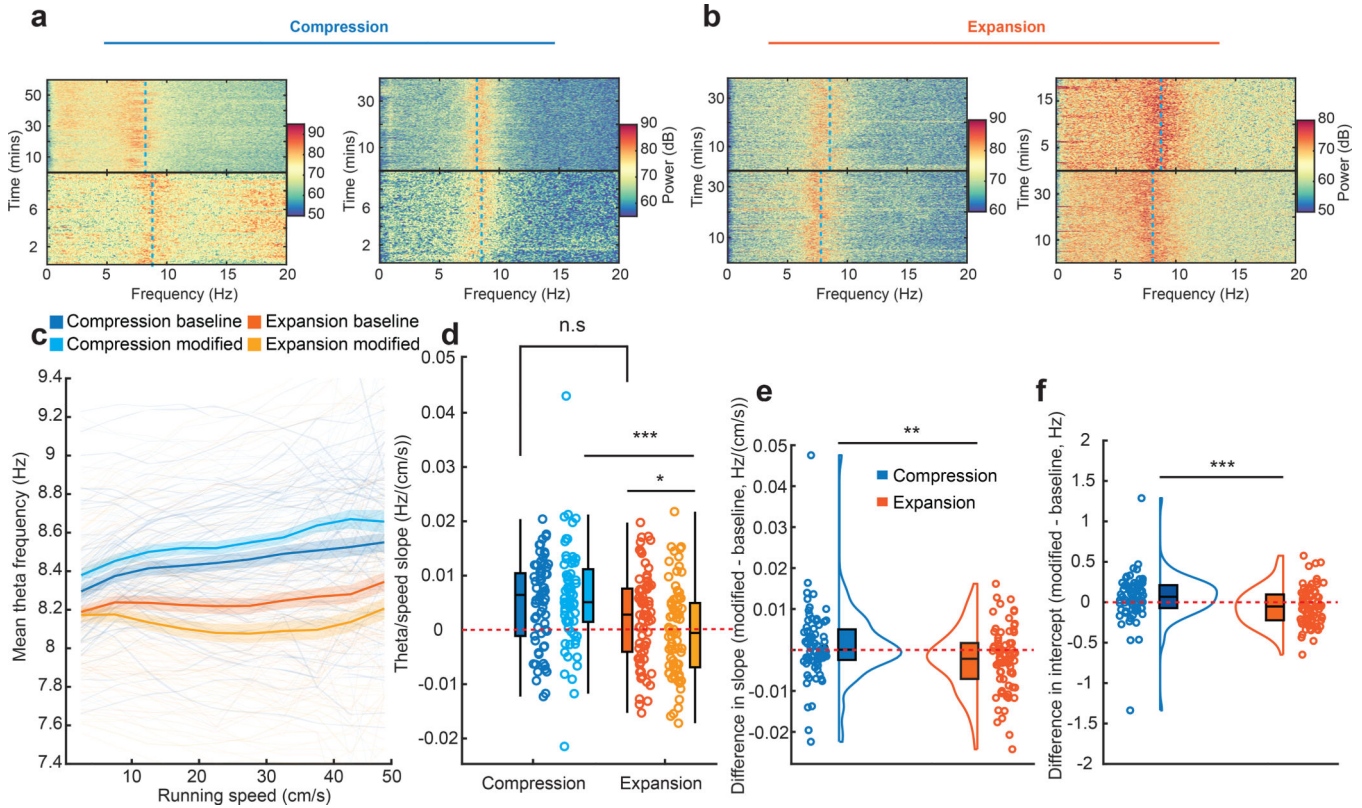 a
Compression
b
Expansion
50
30
10
6
2
Time (mins)
Time (mins)
0 5 10 15 20
Frequency (Hz)
90
80
70
60
50
30
10
6
2
Time (mins)
0 5 10 15 20
Frequency (Hz)
90
80
70
60
Power (dB)
30
10
30
10
Time (mins)
Time (mins)
0 5 10 15 20
Frequency (Hz)
90
80
70
60
15
5
30
10
Time (mins)
0 5 10 15 20
Frequency (Hz)
80
70
60
50
Power (dB)
c
Compression baseline
Expansion baseline
Compression modified
Expansion modified
9.4
9.2
9
8.8
8.6
8.4
8.2
8
7.8
7.6
7.4
Mean theta frequency (Hz)
10 20 30 40 50
Running speed (cm/s)
d
n.s
0.05
0.04
0.03
0.02
0.01
0
-0.01
-0.02
Theta/speed slope (Hz/(cm/s))
***
*
Compression Expansion
e
**
Compression
Expansion
0.05
0.04
0.03
0.02
0.01
0
-0.01
-0.02
Difference in slope (modified - baseline, Hz/(cm/s))
f
***
2
1.5
1
0.5
0
-0.5
-1
-1.5
-2
Difference in intercept (modified - baseline, Hz)